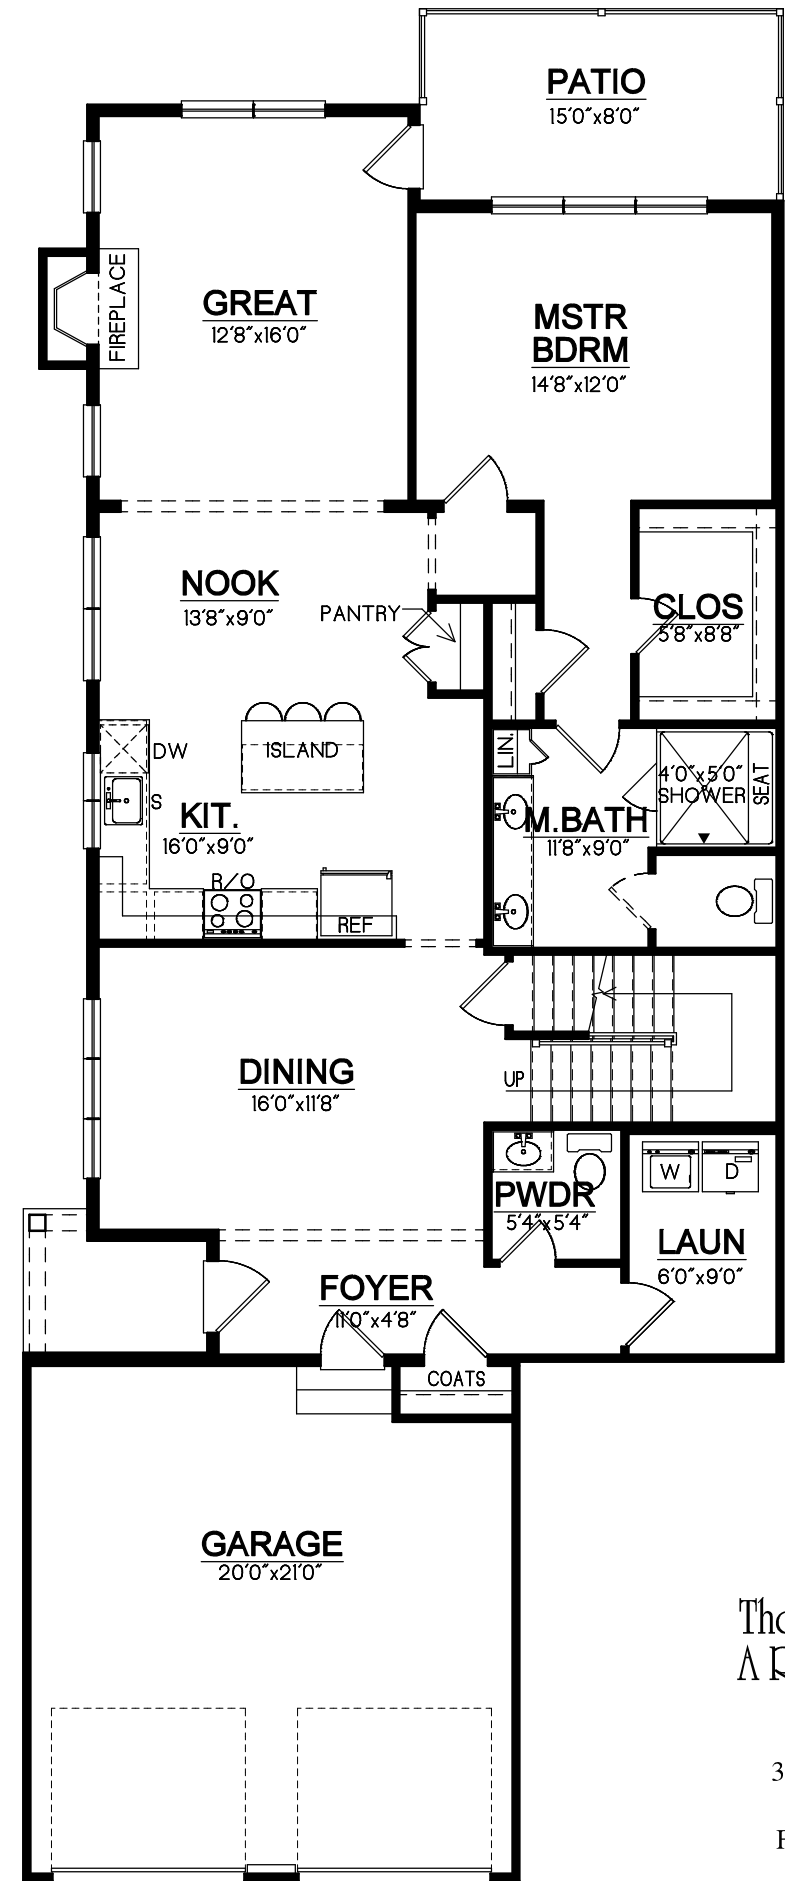 PATIO
15'0"x8'0"
FIREPLACE
GREAT
12'8"x16'0"
MSTR
BDRM
14'8"x12'0"
NOOK
13'8"x9'0"
PANTRY
CLOS
5'8"x8'8"
DW
ISLAND
LIN.
4'0"x5'0"
SHOWER
SEAT
S
KIT.
16'0"x9'0"
M.BATH
11'8"x9'0"
R/O
REF
DINING
16'0"x11'8"
UP
PWDR
5'4"x5'4"
W
D
LAUN
6'0"x9'0"
FOYER
11'0"x4'8"
COATS
GARAGE
20'0"x21'0"
A
3